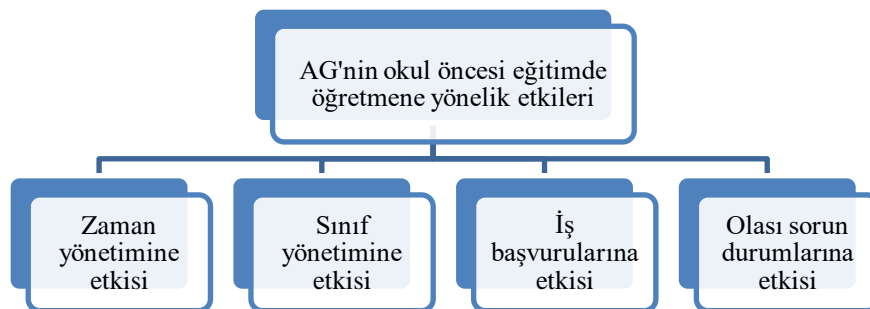 AG'nin okul öncesi eğitimde
öğretmene yönelik etkileri
Zaman
yönetimine
etkisi
Sınıf
yönetimine
etkisi
İş
başvurularına
etkisi
Olası sorun
durumlarına
etkisi